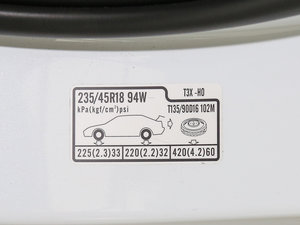 235/45R18 94W
kPa(kgf/cm²)psi
T3X-H0
T135/90D16 102M
225(2.3)33
220(2.2)32
420(4.2)60